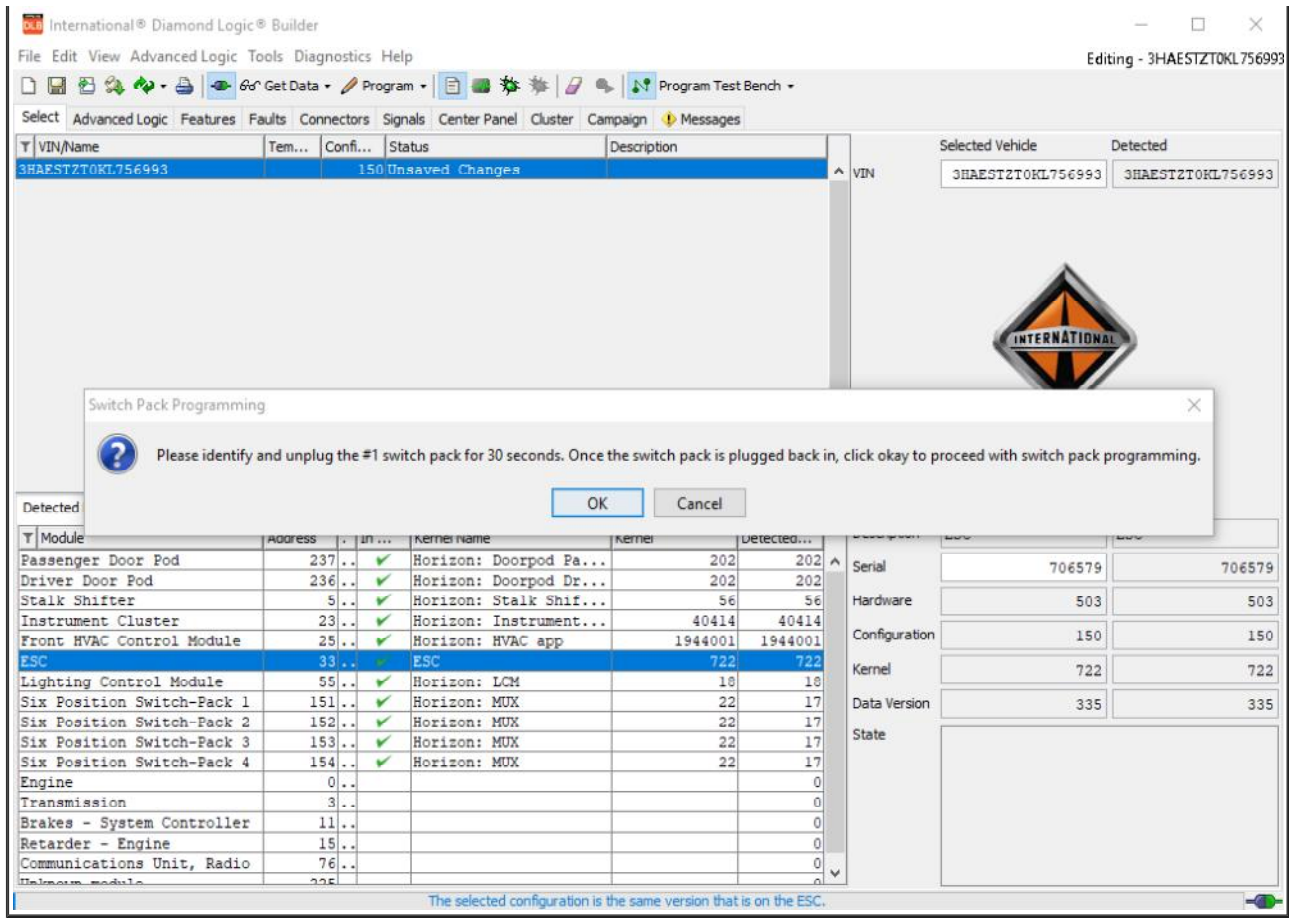 International® Diamond Logic® Builder
File Edit View Advanced Logic Tools Diagnostics Help
Editing - 3HAESTZT0KL756993
Get Data Program Program Test Bench
Select Advanced Logic Features Faults Connectors Signals Center Panel Cluster Campaign Messages
VIN/Name Tem... Confi... Status Description
Selected Vehicle Detected
3HAESTZT0KL756993 150 Unsaved Changes
VIN 3HAESTZT0KL756993 3HAESTZT0KL756993
INTERNATIONAL
Switch Pack Programming
Please identify and unplug the #1 switch pack for 30 seconds. Once the switch pack is plugged back in, click okay to proceed with switch pack programming.
OK Cancel
Detected
Module Address . In ... Kernel Name Kernel Detected...
Passenger Door Pod 237.. Horizon: Doorpod Pa... 202 202
Driver Door Pod 236.. Horizon: Doorpod Dr... 202 202
Stalk Shifter 5.. Horizon: Stalk Shif... 56 56
Instrument Cluster 23.. Horizon: Instrument... 40414 40414
Front HVAC Control Module 25.. Horizon: HVAC app 1944001 1944001
ESC 33.. ESC 722 722
Lighting Control Module 55.. Horizon: LCM 18 18
Six Position Switch-Pack 1 151.. Horizon: MUX 22 17
Six Position Switch-Pack 2 152.. Horizon: MUX 22 17
Six Position Switch-Pack 3 153.. Horizon: MUX 22 17
Six Position Switch-Pack 4 154.. Horizon: MUX 22 17
Engine 0.. 0
Transmission 3.. 0
Brakes - System Controller 11.. 0
Retarder - Engine 15.. 0
Communications Unit, Radio 76.. 0
Serial 706579 706579
Hardware 503 503
Configuration 150 150
Kernel 722 722
Data Version 335 335
State
The selected configuration is the same version that is on the ESC.